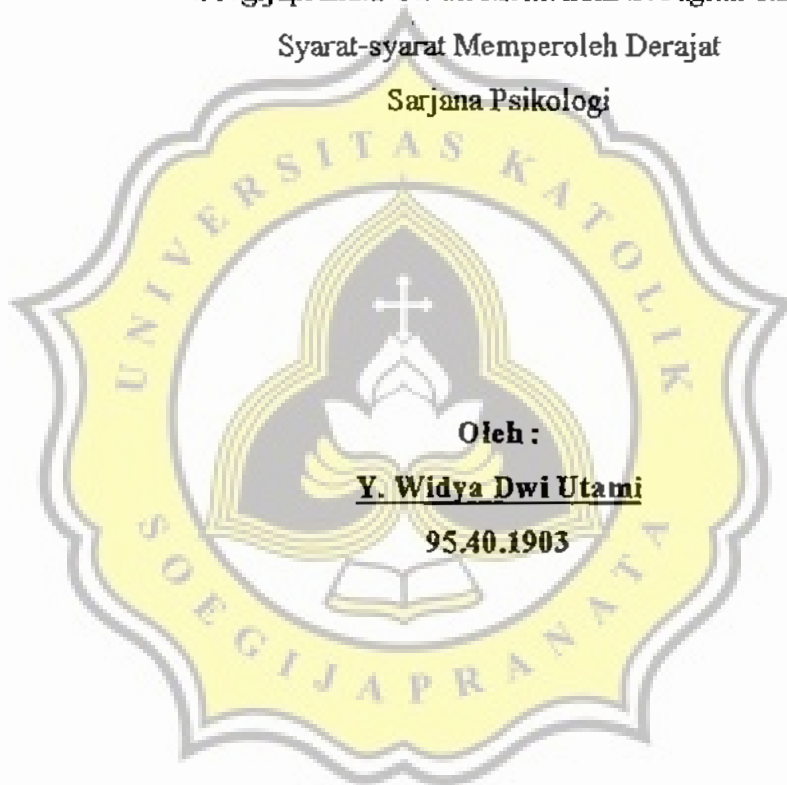 Syarat-syarat Memperoleh Derajat
Sarjana Psikologi
UNIVERSITAS KATOLIK
Oleh :
Y. Widya Dwi Utami
95.40.1903
SOEGIJAPRANATA